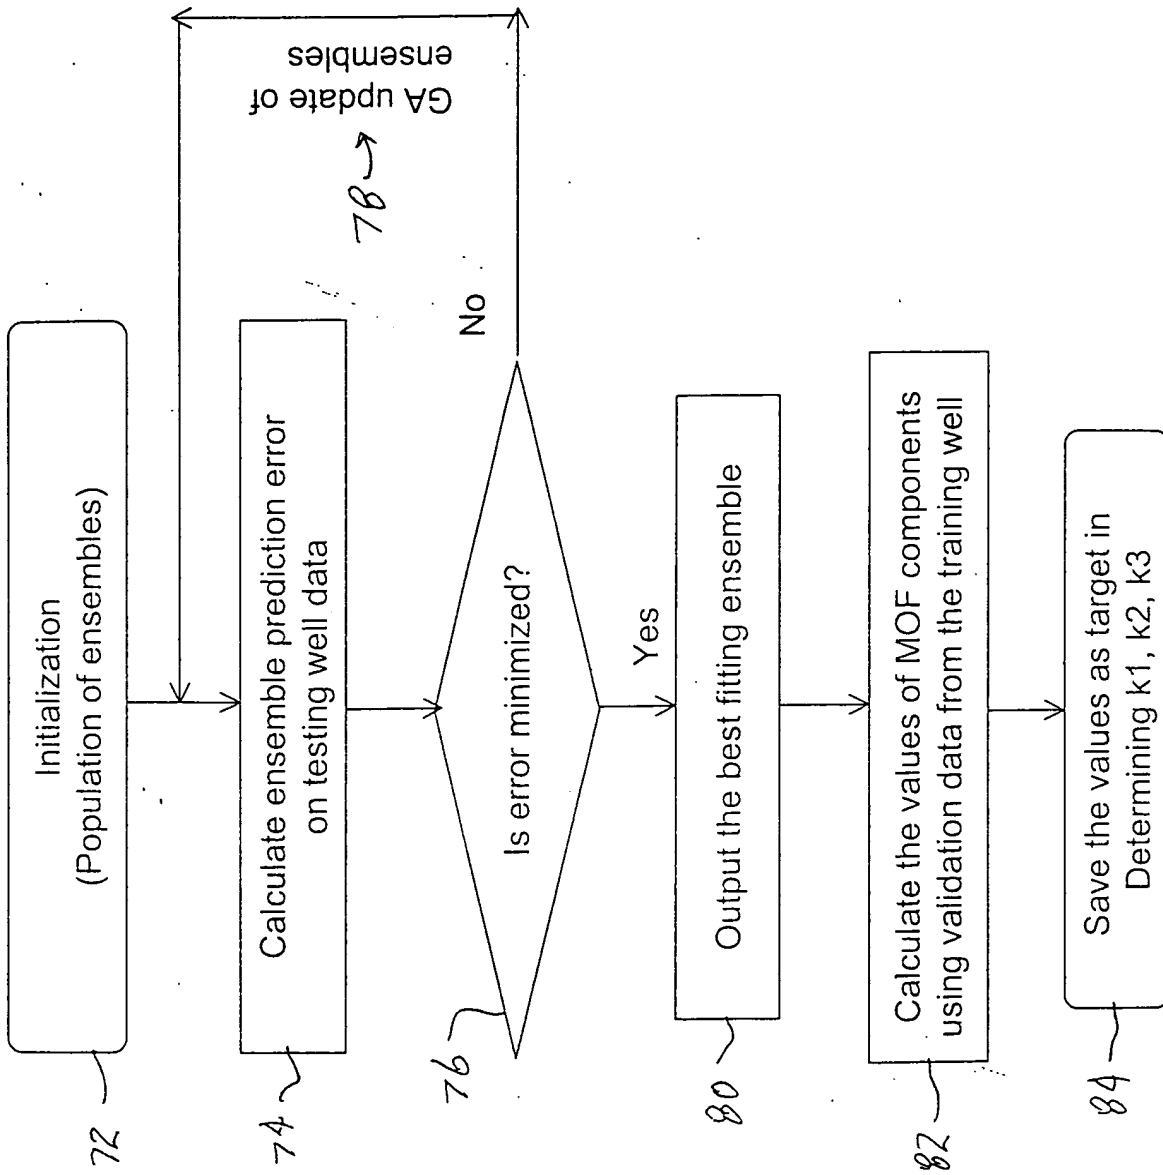 Initialization
(Population of ensembles)
72
Calculate ensemble prediction error
on testing well data
74
Is error minimized?
76
No
GA update of
ensembles
78
Yes
Output the best fitting ensemble
80
Calculate the values of MOF components
using validation data from the training well
82
Save the values as target in
Determining k1, k2, k3
84